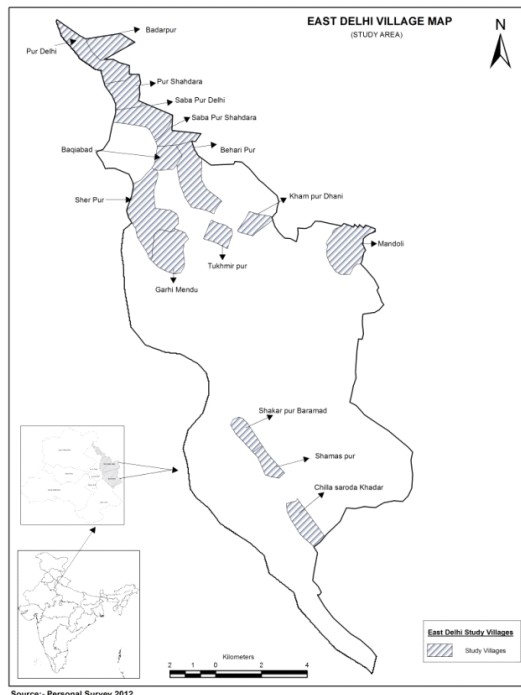 EAST DELHI VILLAGE MAP
(STUDY AREA)
N
Badarpur
Pur Delhi
Pur Shahdara
Saba Pur Delhi
Saba Pur Shahdara
Baqiabad
Behari Pur
Sher Pur
Kham pur Dhani
Mandoli
Tukhmir pur
Garhi Mendu
Shakar pur Baramad
Shamas pur
Chilla saroda Khadar
East Delhi Study Villages
Study Villages
Kilometers
2 1 0 2 4
Source:- Personal Survey 2012